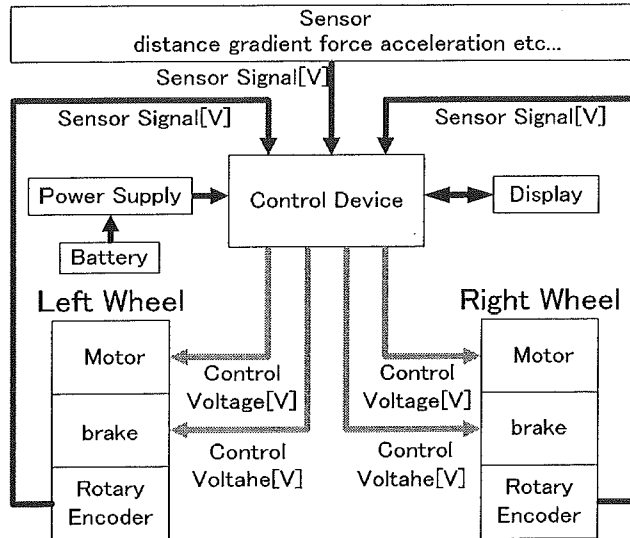 Sensor
distance gradient force acceleration etc...
Sensor Signal[V]
Sensor Signal[V]
Sensor Signal[V]
Power Supply
Control Device
Display
Battery
Left Wheel
Right Wheel
Motor
Control
Voltage[V]
Control
Voltage[V]
Motor
brake
Control
Voltahe[V]
Control
Voltahe[V]
brake
Rotary
Encoder
Rotary
Encoder